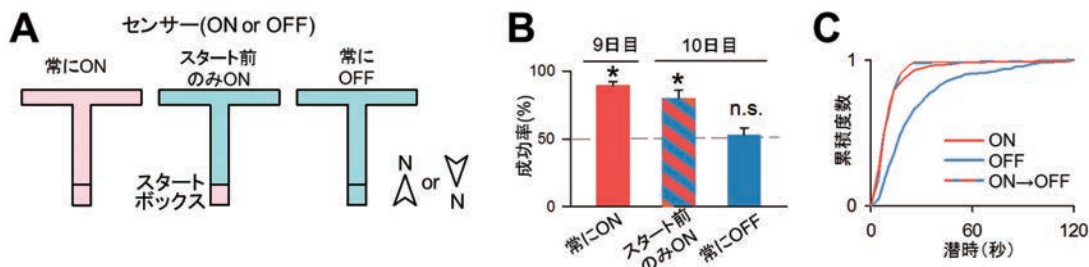 A
センサー(ON or OFF)
常にON
スタート前
のみON
常に
OFF
スタート
ボックス
N
or
N
B
9日目
10日目
*
*
n.s.
100
50
0
成功率(%)
常にON
スタート前
のみON
常にOFF
C
1
0
累積度数
ON
OFF
ON→OFF
0
60
120
潜時(秒)